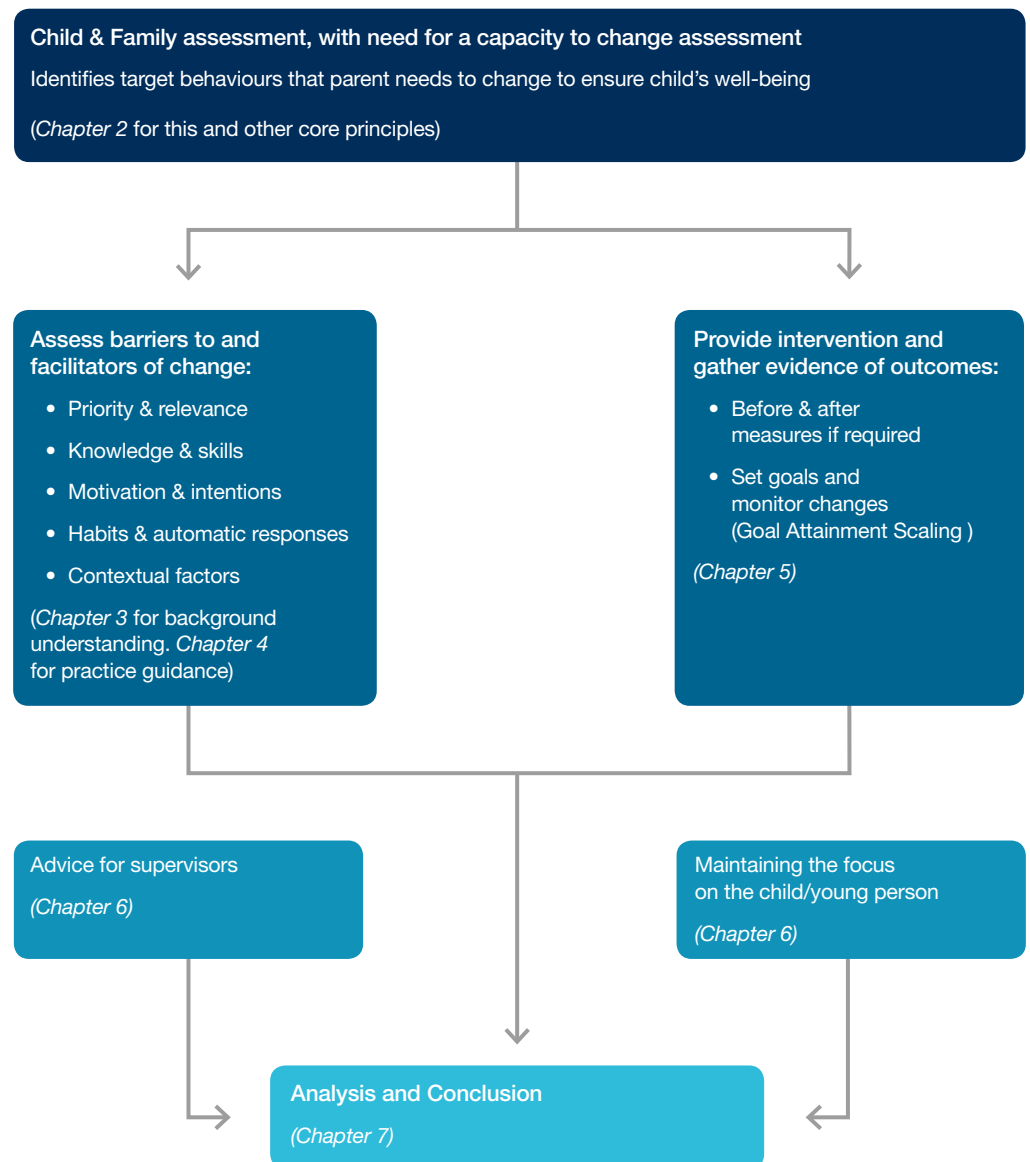 Child & Family assessment, with need for a capacity to change assessment
Identifies target behaviours that parent needs to change to ensure child's well-being
(Chapter 2 for this and other core principles)
Assess barriers to and
facilitators of change:
• Priority & relevance
• Knowledge & skills
• Motivation & intentions
• Habits & automatic responses
• Contextual factors
(Chapter 3 for background
understanding. Chapter 4
for practice guidance)
Provide intervention and
gather evidence of outcomes:
• Before & after
measures if required
• Set goals and
monitor changes
(Goal Attainment Scaling )
(Chapter 5)
Advice for supervisors
(Chapter 6)
Maintaining the focus
on the child/young person
(Chapter 6)
Analysis and Conclusion
(Chapter 7)